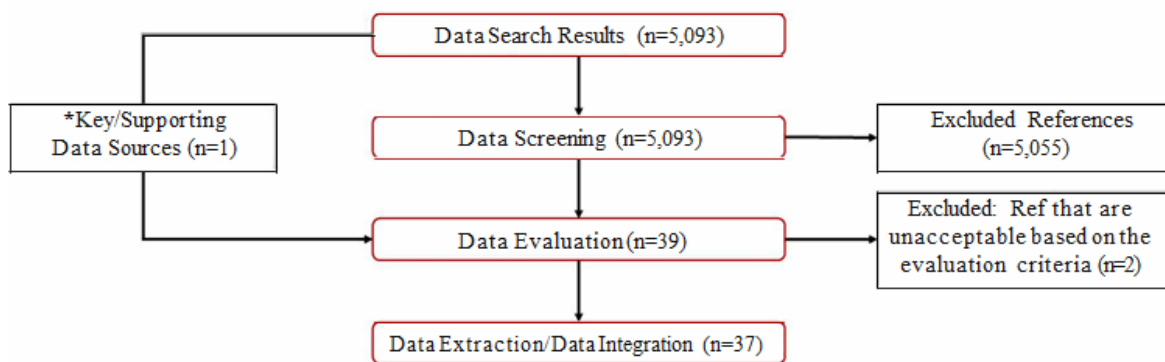 Data Search Results (n=5,093)
*Key/Supporting
Data Sources (n=1)
Data Screening (n=5,093)
Excluded References
(n=5,055)
Data Evaluation (n=39)
Excluded: Ref that are
unacceptable based on the
evaluation criteria (n=2)
Data Extraction/Data Integration (n=37)